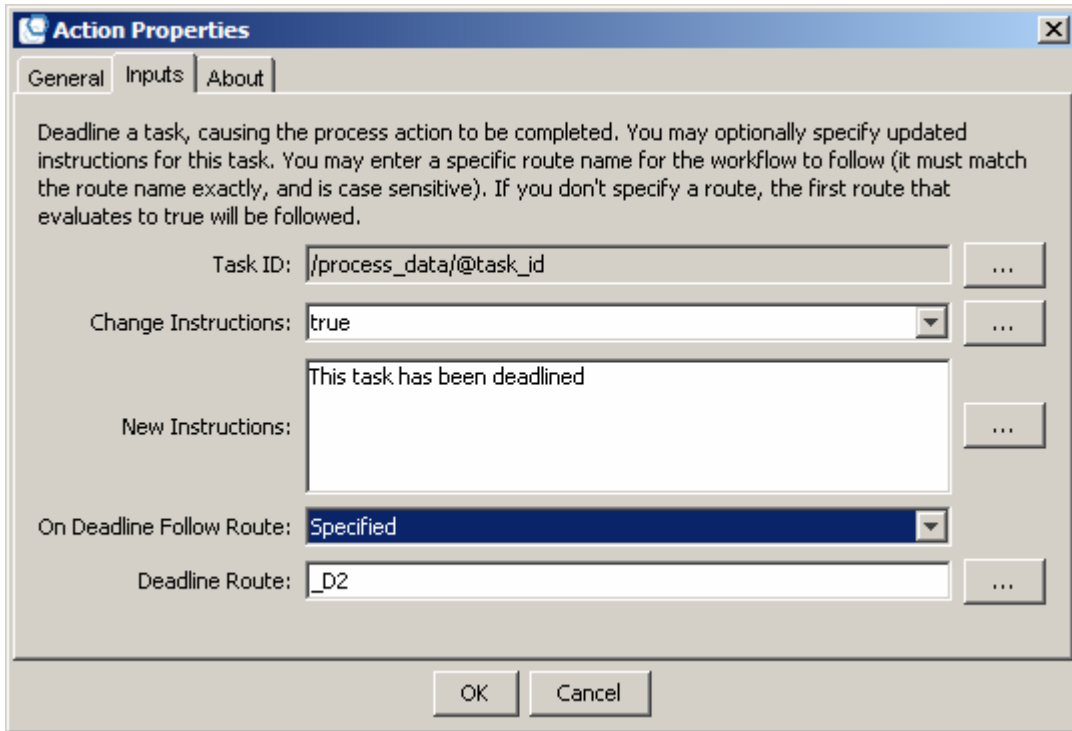 Action Properties
General Inputs About
Deadline a task, causing the process action to be completed. You may optionally specify updated
instructions for this task. You may enter a specific route name for the workflow to follow (it must match
the route name exactly, and is case sensitive). If you don't specify a route, the first route that
evaluates to true will be followed.
Task ID: /process_data/@task_id ...
Change Instructions: true ...
This task has been deadlined
New Instructions: ...
On Deadline Follow Route: Specified
Deadline Route: _D2 ...
OK Cancel